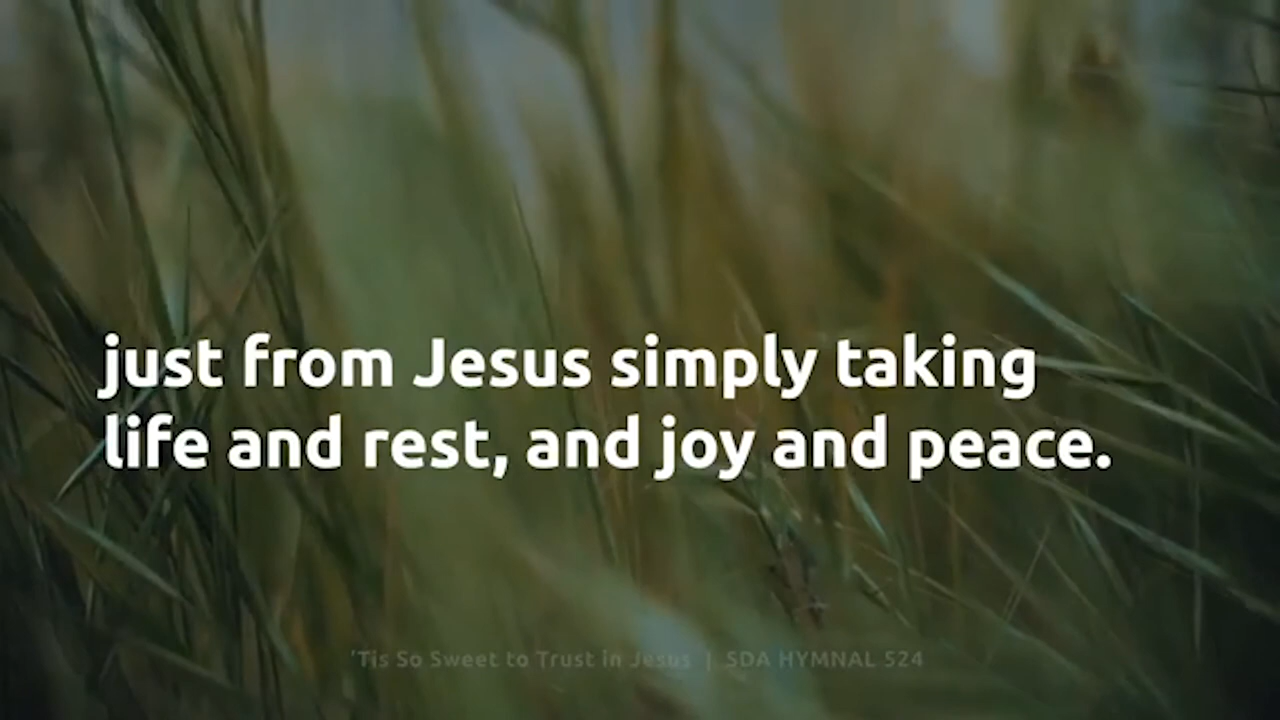 just from Jesus simply taking
life and rest, and joy and peace.
'Tis So Sweet to Trust in Jesus | SDA HYMNAL 524